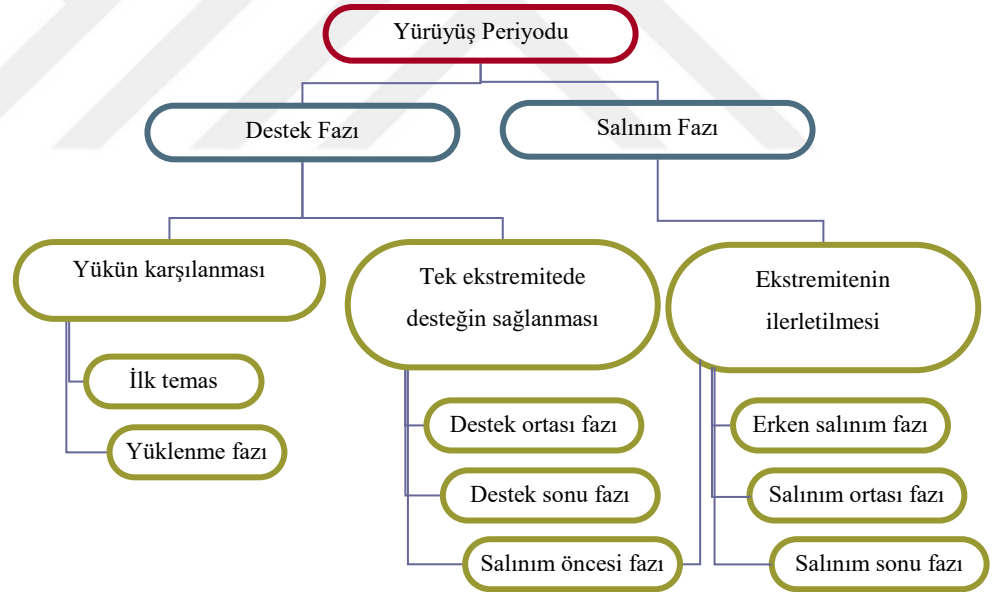 Yürüyüş Periyodu
Destek Fazı
Salınım Fazı
Yükün karşılanması
Tek ekstremitede
desteğin sağlanması
Ekstremitenin
ilerletilmesi
İlk temas
Yüklenme fazı
Destek ortası fazı
Destek sonu fazı
Salınım öncesi fazı
Erken salınım fazı
Salınım ortası fazı
Salınım sonu fazı